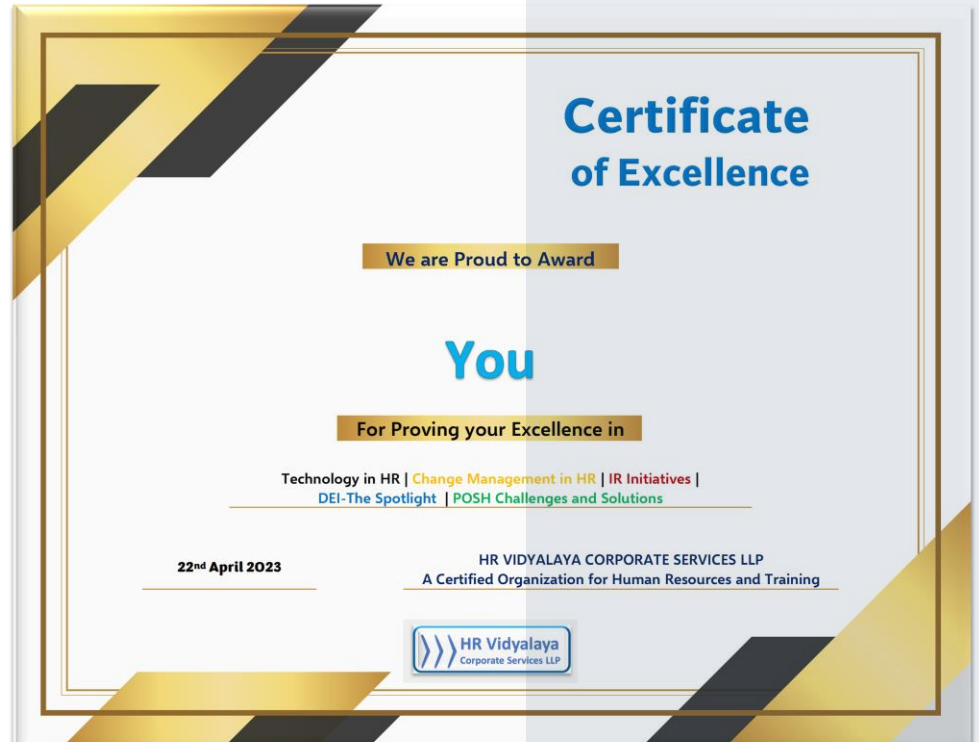 Certificate
of Excellence
We are Proud to Award
You
For Proving your Excellence in
Technology in HR | Change Management in HR | IR Initiatives |
DEI-The Spotlight | POSH Challenges and Solutions
22nd April 2023
HR VIDYALAYA CORPORATE SERVICES LLP
A Certified Organization for Human Resources and Training
HR Vidyalaya
Corporate Services LLP